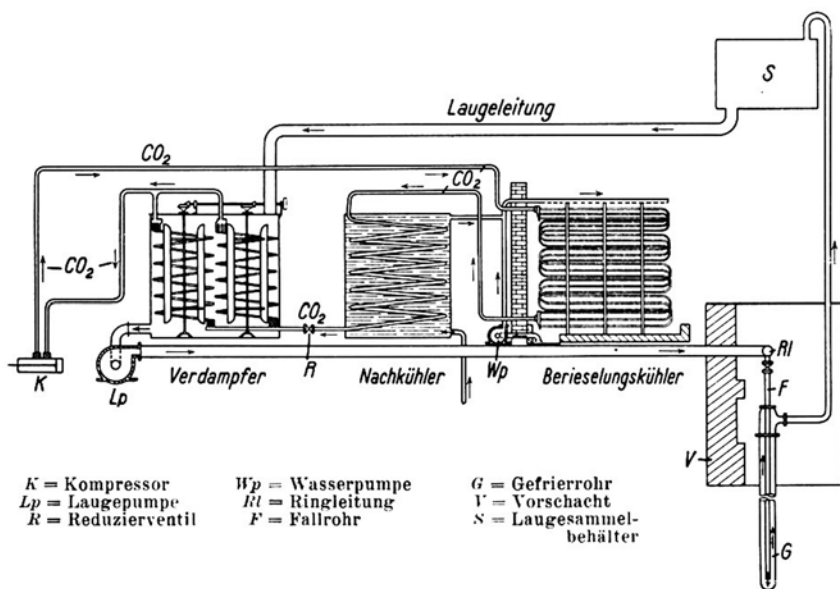 S
Laugeleitung
CO₂
CO₂
CO₂
CO₂
K
Lp
Verdampfer
R
Nachkühler
Wp
Berieselungskühler
Rl
F
V
G
K = Kompressor
Lp = Laugepumpe
R = Reduzierventil
Wp = Wasserpumpe
Rl = Ringleitung
F = Fallrohr
G = Gefrierrohr
V = Vorschacht
S = Laugesammel-
behälter